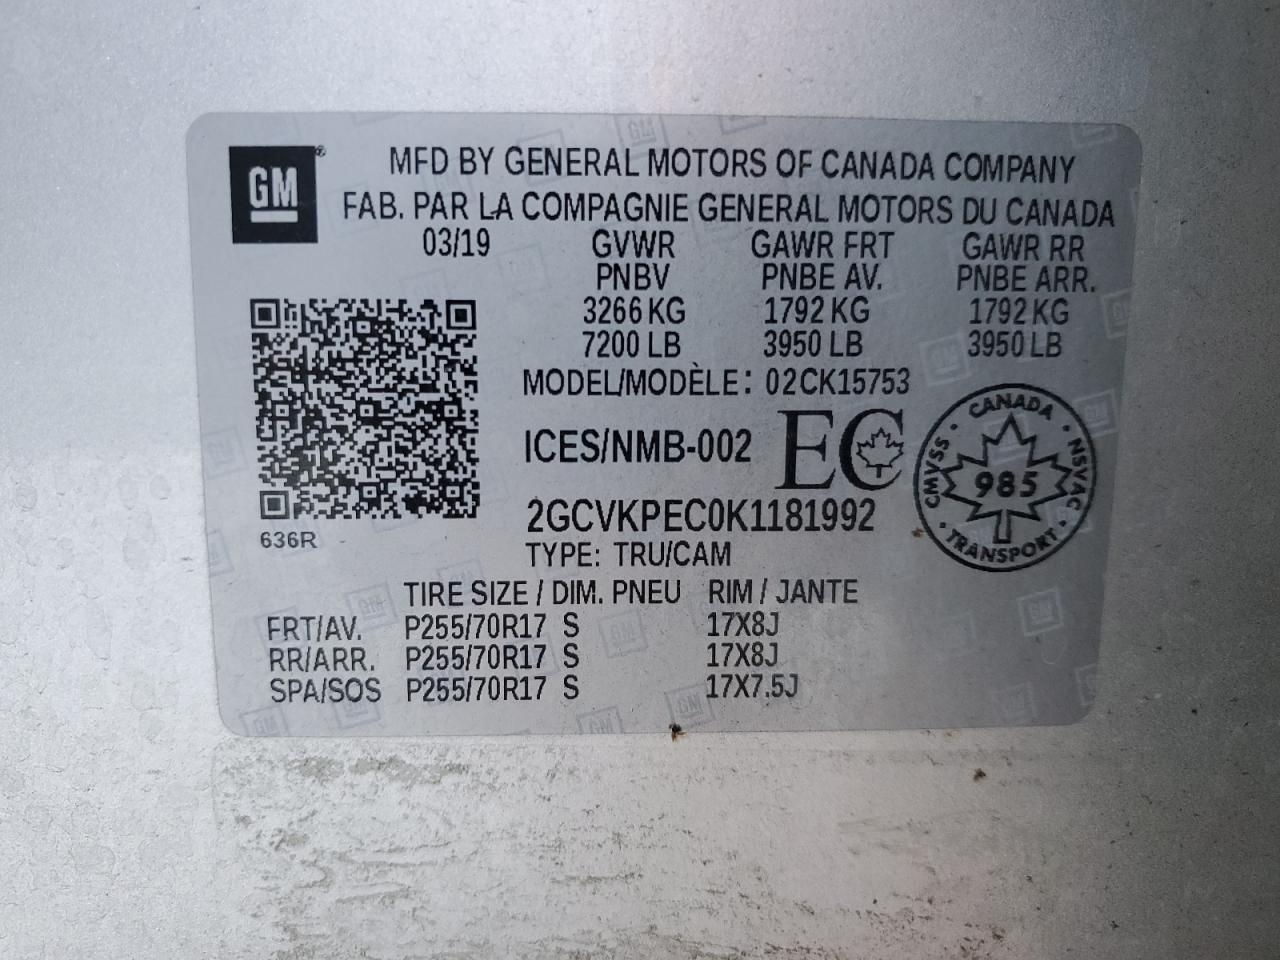 GM
MFD BY GENERAL MOTORS OF CANADA COMPANY
FAB. PAR LA COMPAGNIE GENERAL MOTORS DU CANADA
03/19 GVWR GAWR FRT GAWR RR
PNBV PNBE AV. PNBE ARR.
3266 KG 1792 KG 1792 KG
7200 LB 3950 LB 3950 LB
MODEL/MODÈLE: 02CK15753
ICES/NMB-002 EC
CANADA
CMVSS · NSVAC
985
TRANSPORT
2GCVKPEC0K1181992
636R
TYPE: TRU/CAM
TIRE SIZE / DIM. PNEU RIM / JANTE
FRT/AV. P255/70R17 S 17X8J
RR/ARR. P255/70R17 S 17X8J
SPA/SOS P255/70R17 S 17X7.5J